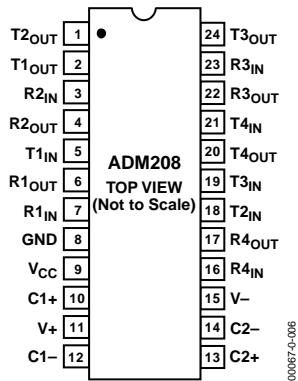 T2OUT 1 24 T3OUT
T1OUT 2 23 R3IN
R2IN 3 22 R3OUT
R2OUT 4 21 T4IN
T1IN 5 20 T4OUT
R1OUT 6 19 T3IN
R1IN 7 18 T2IN
GND 8 17 R4OUT
VCC 9 16 R4IN
C1+ 10 15 V–
V+ 11 14 C2–
C1– 12 13 C2+
ADM208
TOP VIEW
(Not to Scale)
00067-0-006